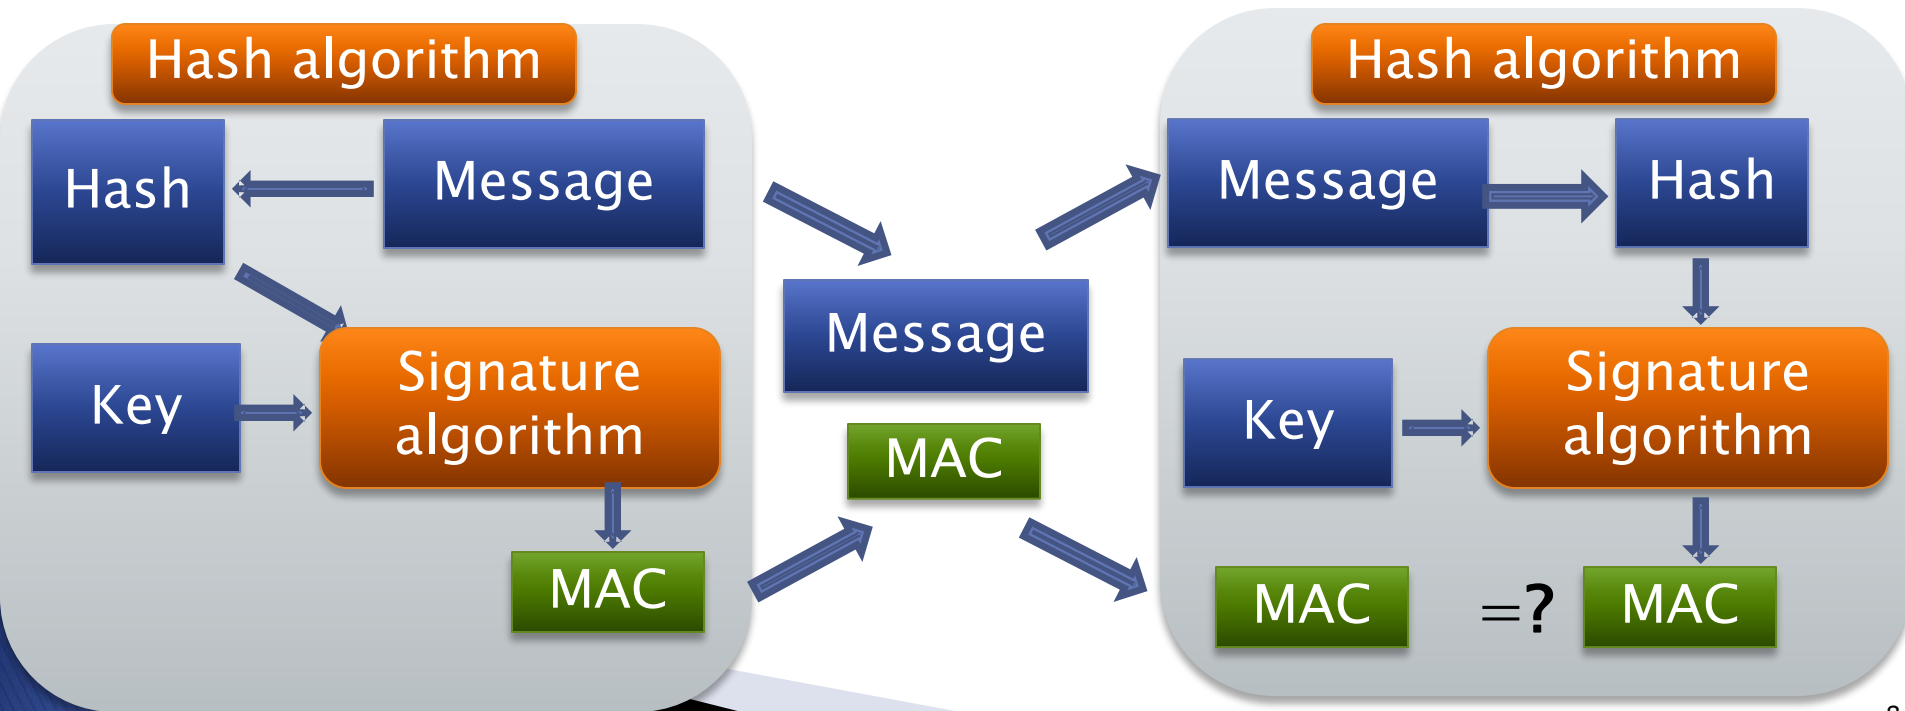 Hash algorithm
Hash
Message
Key
Signature
algorithm
MAC
Message
MAC
Hash algorithm
Message
Hash
Key
Signature
algorithm
MAC
=?
MAC